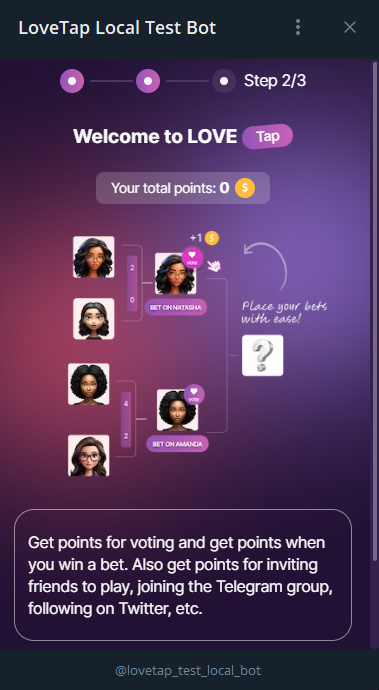 LoveTap Local Test Bot
Step 2/3
Welcome to LOVE Tap
Your total points: 0 $
+1 $
VOTE
2
0
BET ON NATASHA
Place your bets
with ease!
?
VOTE
4
2
BET ON AMANDA
Get points for voting and get points when
you win a bet. Also get points for inviting
friends to play, joining the Telegram group,
following on Twitter, etc.
@lovetap_test_local_bot